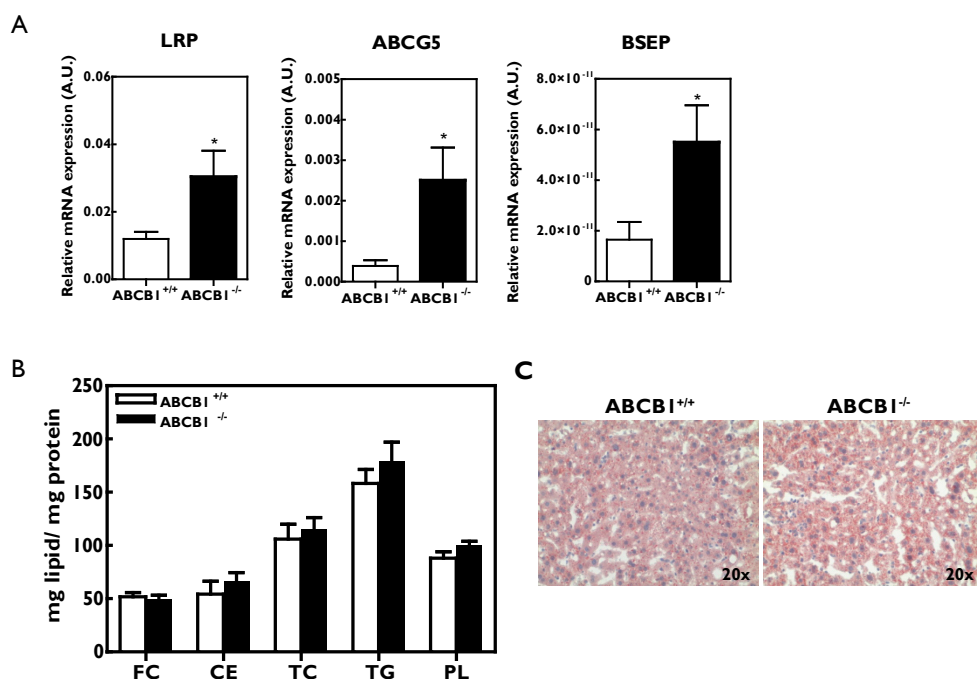 A
LRP
Relative mRNA expression (A.U.)
0.06
0.04
0.02
0.00
*
ABCB1+/+ ABCB1-/-
ABCG5
Relative mRNA expression (A.U.)
0.005
0.004
0.003
0.002
0.001
0.000
*
ABCB1+/+ ABCB1-/-
BSEP
Relative mRNA expression (A.U.)
8.0×10-11
6.0×10-11
4.0×10-11
2.0×10-11
0.00
*
ABCB1+/+ ABCB1-/-
B
mg lipid/ mg protein
250
200
150
100
50
0
ABCB1 +/+
ABCB1 -/-
FC CE TC TG PL
C
ABCB1+/+
20x
ABCB1-/-
20x